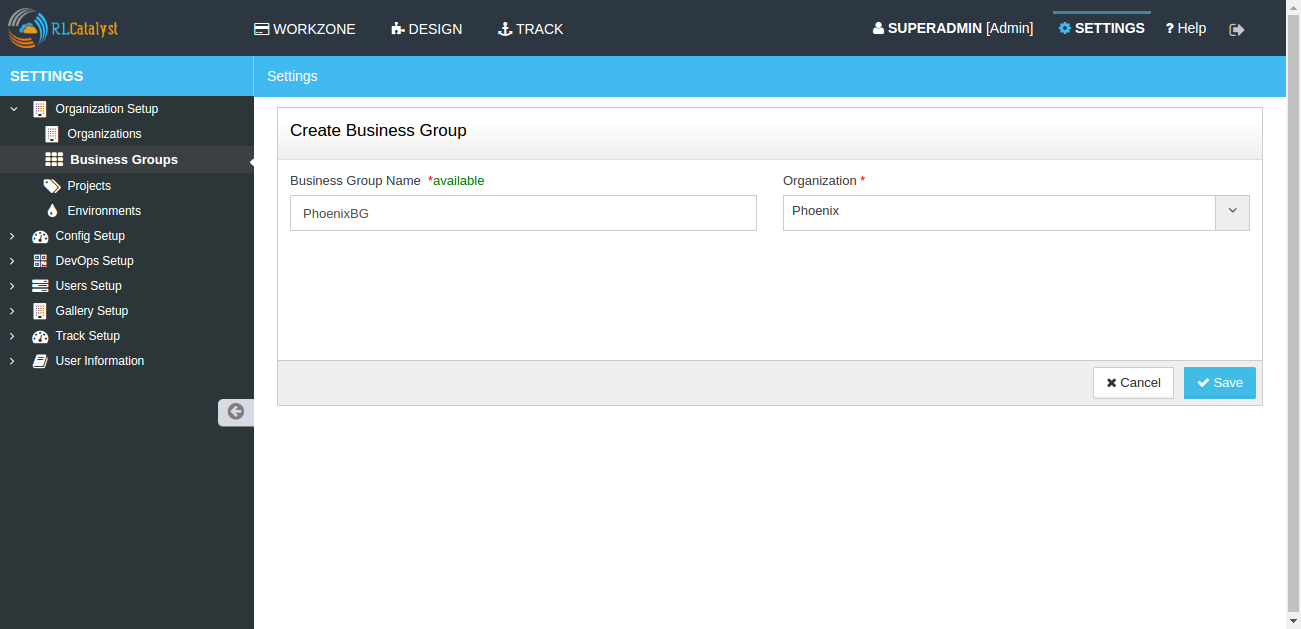 RLCatalyst
WORKZONE DESIGN TRACK SUPERADMIN [Admin] SETTINGS ? Help
SETTINGS
Settings
Organization Setup
Organizations
Business Groups
Projects
Environments
Config Setup
DevOps Setup
Users Setup
Gallery Setup
Track Setup
User Information
Create Business Group
Business Group Name *available
PhoenixBG
Organization *
Phoenix
Cancel
Save